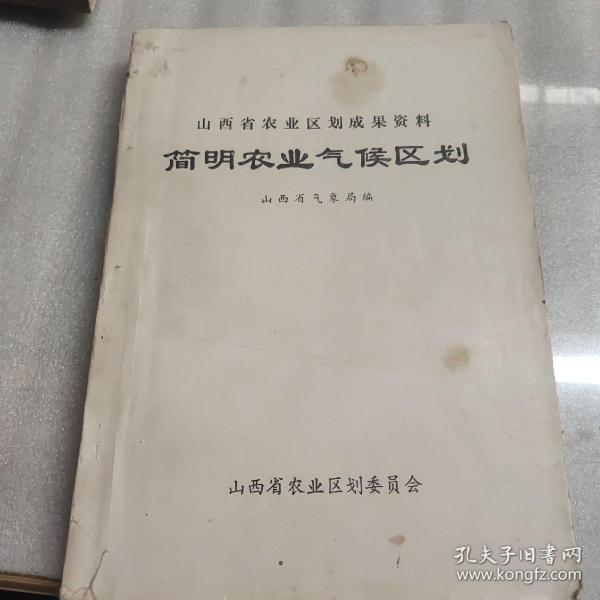 山西省农业区划成果资料
简明农业气候区划
山西省气象局编
山西省农业区划委员会
孔夫子旧书网
www.kongfz.com